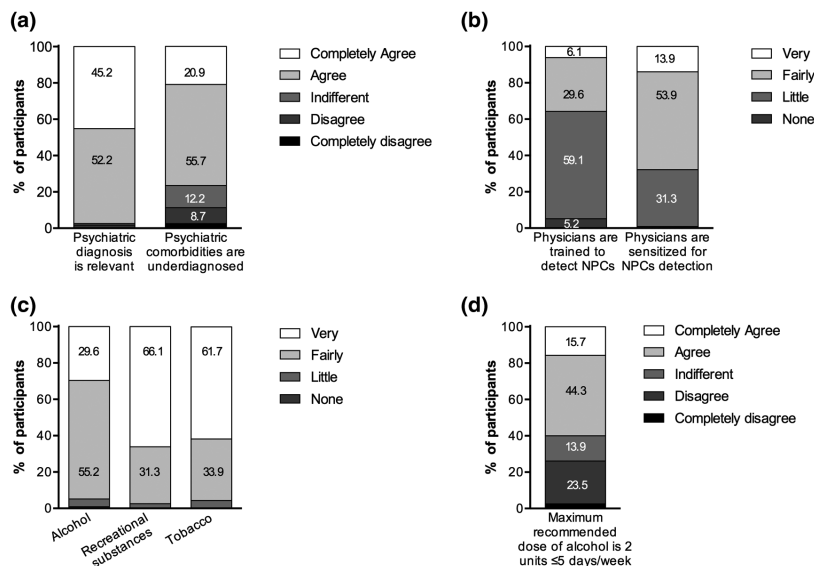 (a)
% of participants
100
80
60
40
20
0
45.2
52.2
20.9
55.7
12.2
8.7
Psychiatric
diagnosis
is relevant
Psychiatric
comorbidities are
underdiagnosed
Completely Agree
Agree
Indifferent
Disagree
Completely disagree
(b)
% of participants
100
80
60
40
20
0
6.1
29.6
59.1
5.2
13.9
53.9
31.3
Physicians are
trained to
detect NPCs
Physicians are
sensitized for
NPCs detection
Very
Fairly
Little
None
(c)
% of participants
100
80
60
40
20
0
29.6
55.2
66.1
31.3
61.7
33.9
Alcohol
Recreational
substances
Tobacco
Very
Fairly
Little
None
(d)
% of participants
100
80
60
40
20
0
15.7
44.3
13.9
23.5
Maximum
recommended
dose of alcohol is 2
units ≤5 days/week
Completely Agree
Agree
Indifferent
Disagree
Completely disagree